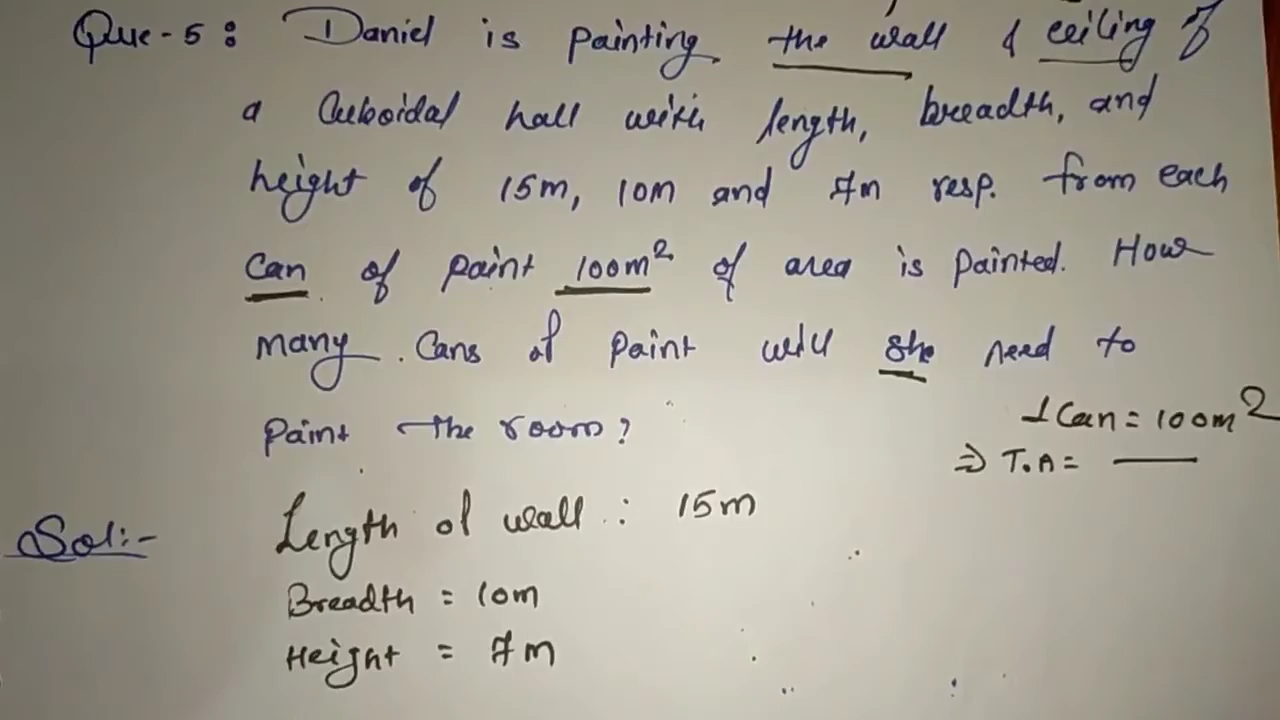 Que-5: Daniel is painting the wall & ceiling of
a Cuboidal hall with length, breadth, and
height of 15m, 10m and 7m resp. from each
Can of paint 100m² of area is painted. How
many Cans of paint will she need to
paint the room?
1 Can = 100m²
⇒ T.A = —
Sol:- Length of wall : 15m
Breadth = 10m
Height = 7m